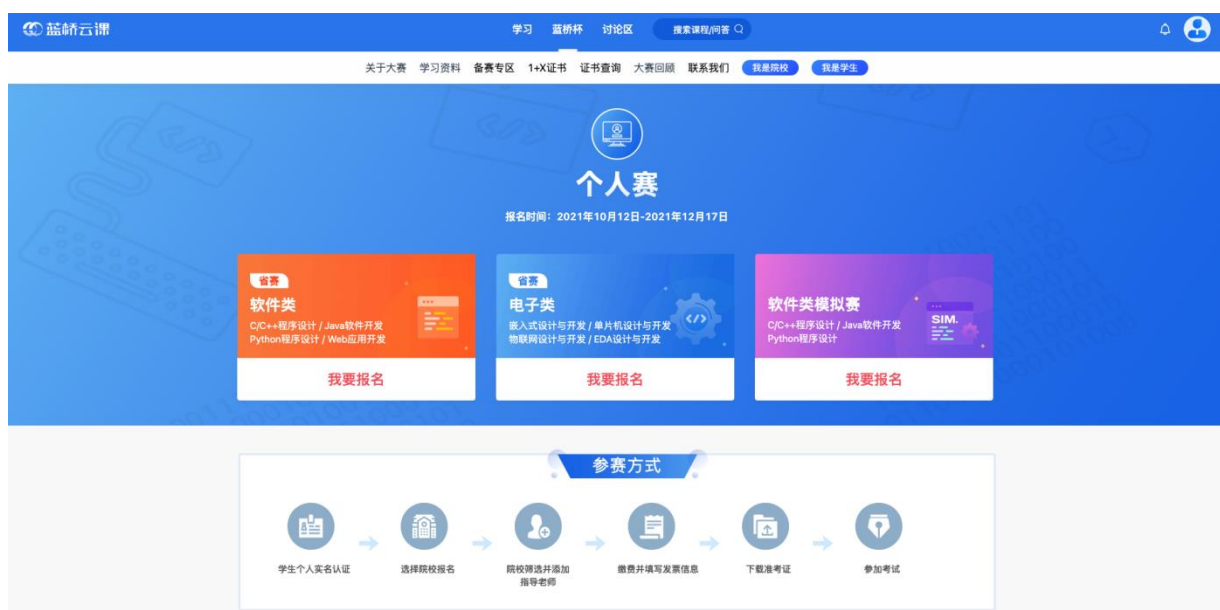 蓝桥云课
学习 蓝桥杯 讨论区 搜索课程/问答
关于大赛 学习资料 备赛专区 1+X证书 证书查询 大赛回顾 联系我们 我是院校 我是学生
个人赛
报名时间：2021年10月12日-2021年12月17日
省赛
软件类
C/C++程序设计 / Java软件开发
Python程序设计 / Web应用开发
我要报名
省赛
电子类
嵌入式设计与开发 / 单片机设计与开发
物联网设计与开发 / EDA设计与开发
我要报名
软件类模拟赛
C/C++程序设计 / Java软件开发
Python程序设计
SIM.
我要报名
参赛方式
学生个人实名认证
选择院校报名
院校筛选并添加
指导老师
缴费并填写发票信息
下载准考证
参加考试